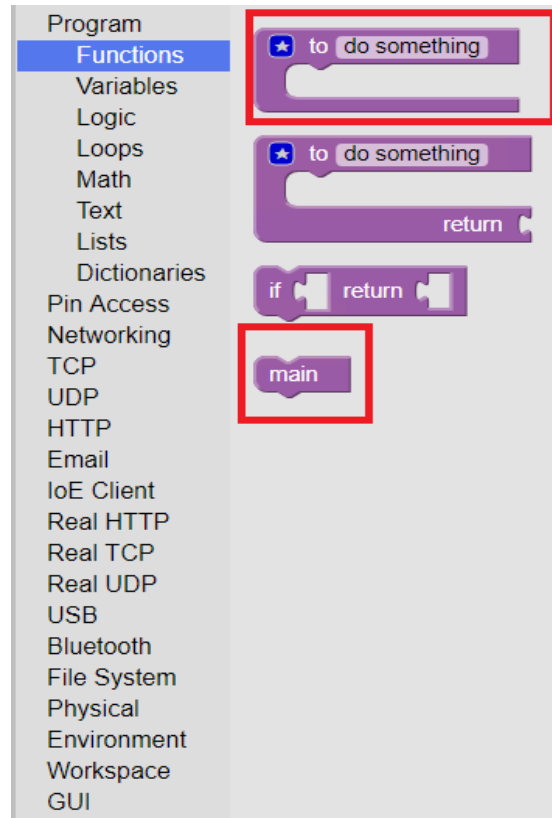 Program
Functions
Variables
Logic
Loops
Math
Text
Lists
Dictionaries
Pin Access
Networking
TCP
UDP
HTTP
Email
IoE Client
Real HTTP
Real TCP
Real UDP
USB
Bluetooth
File System
Physical
Environment
Workspace
GUI
to do something
to do something
return
if return
main